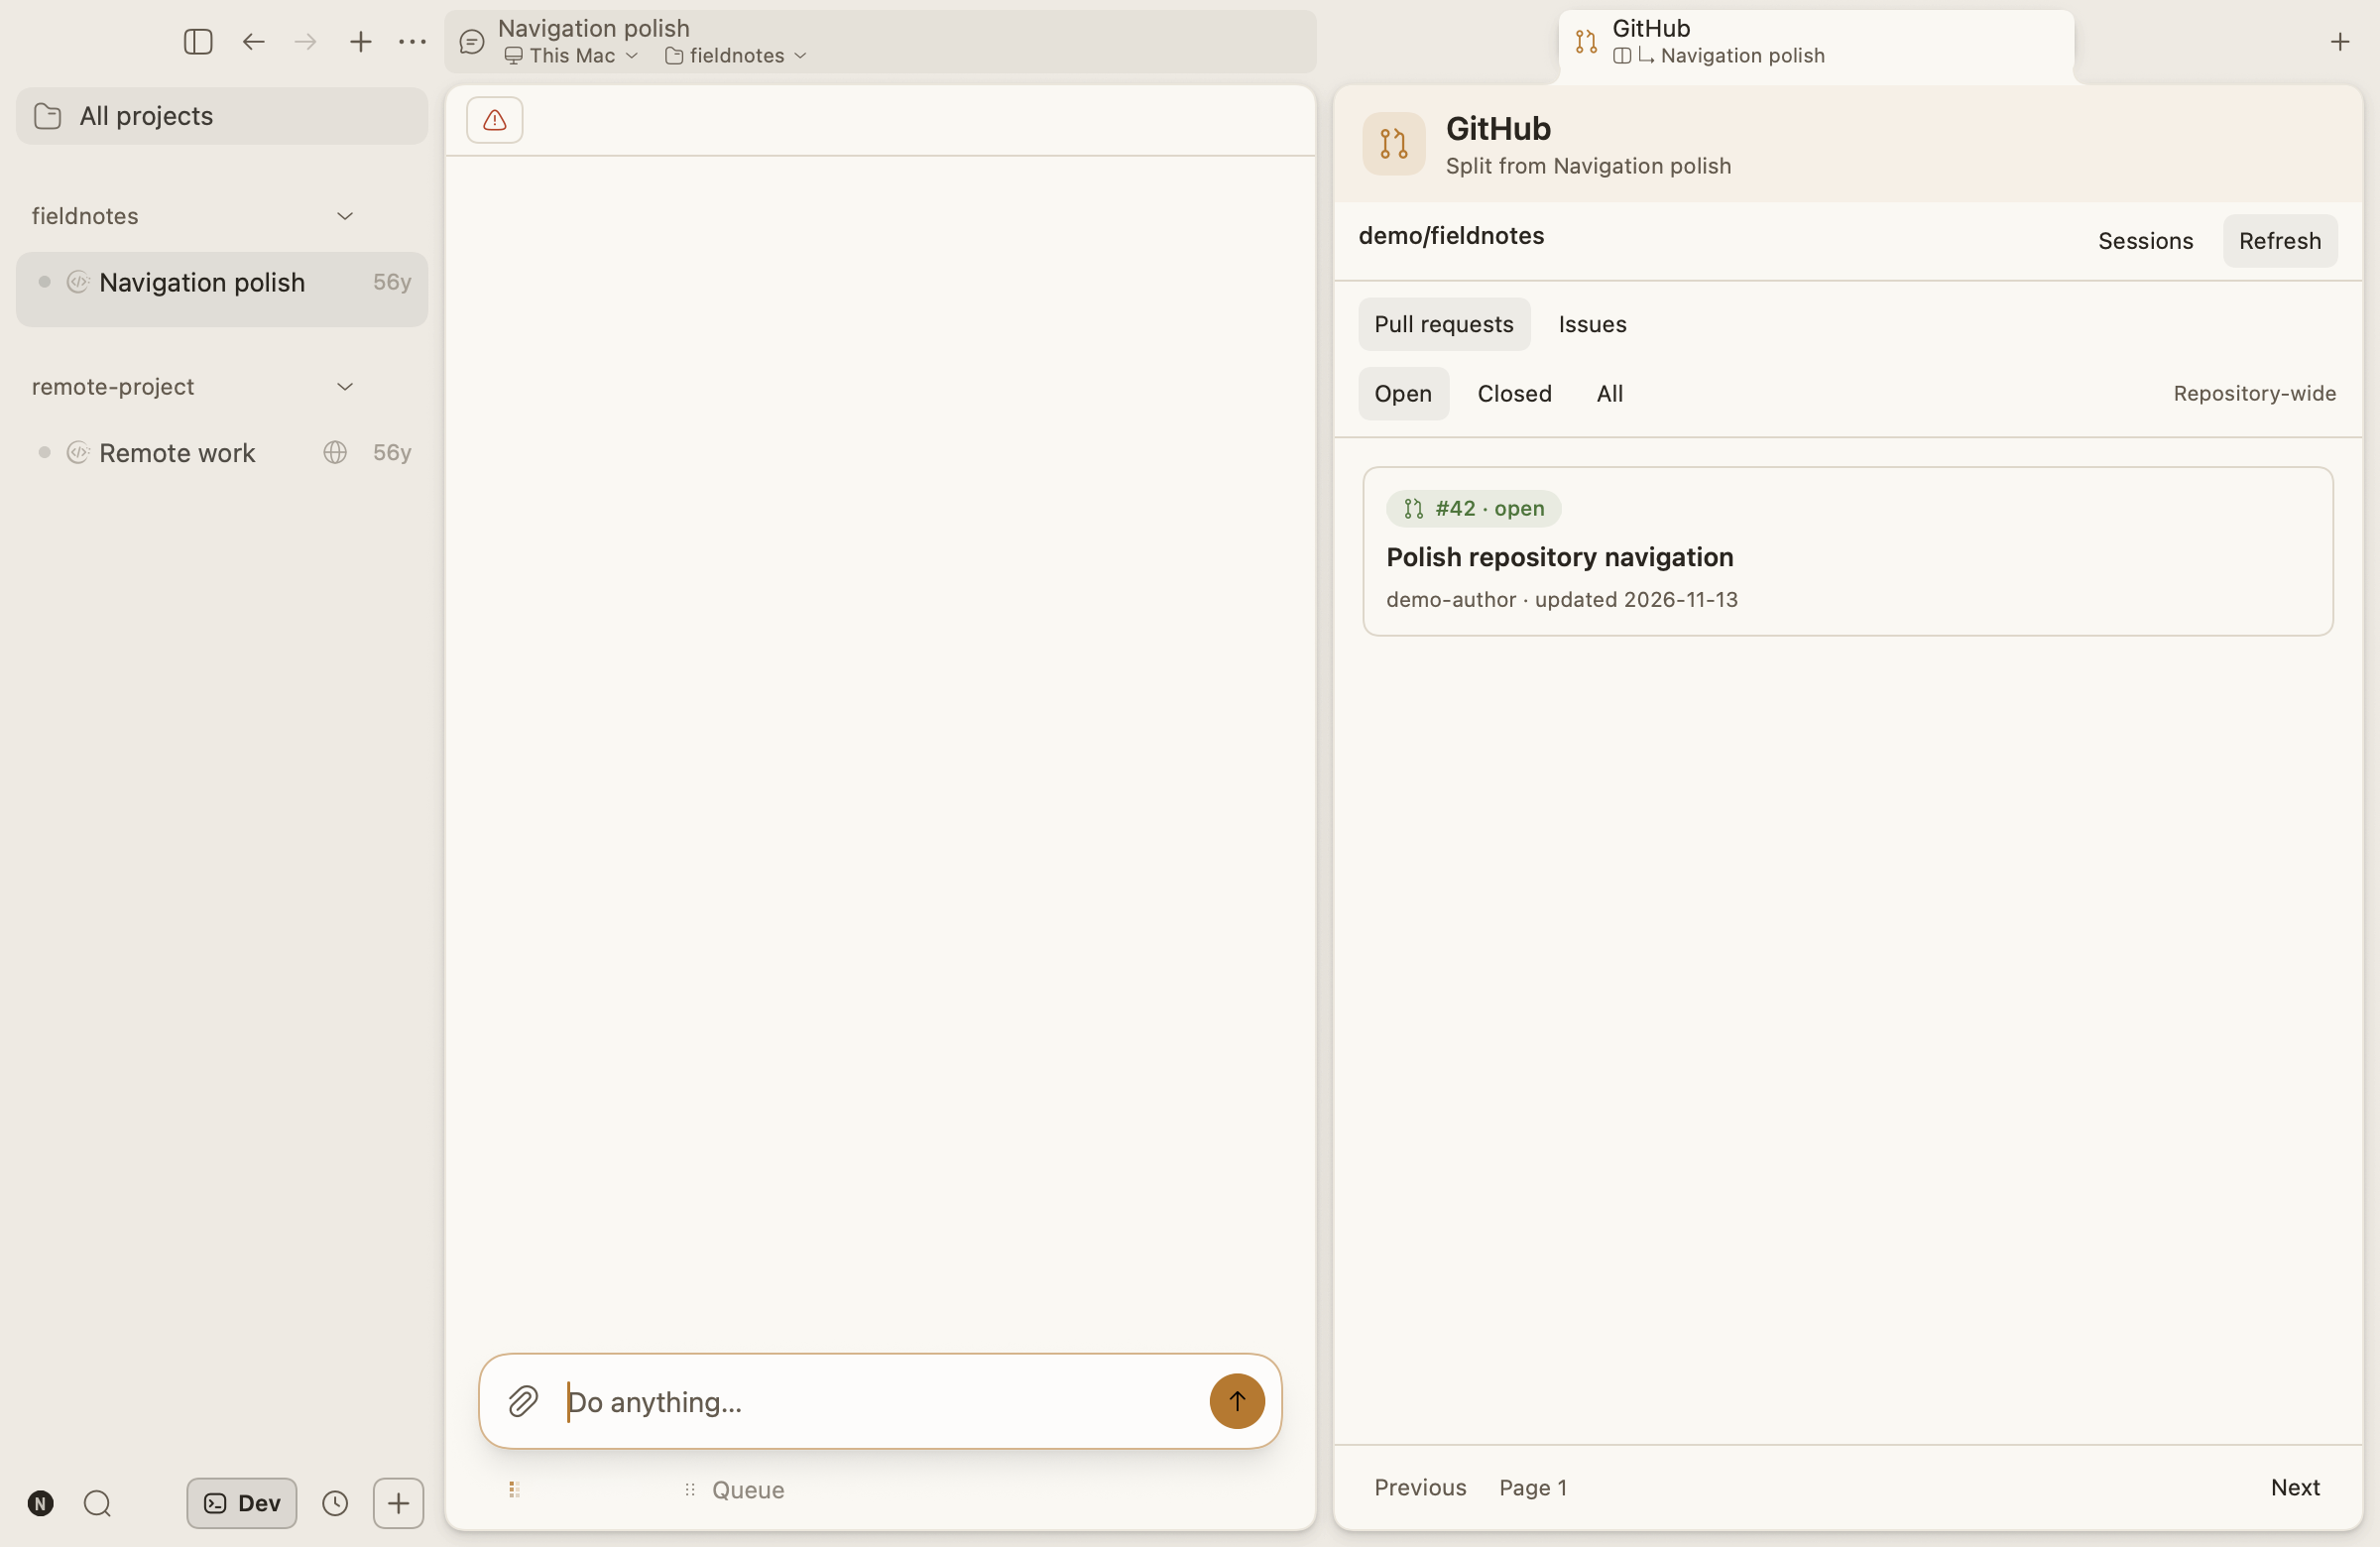 Navigation polish
This Mac
fieldnotes
GitHub
Navigation polish
All projects
fieldnotes
Navigation polish 56y
remote-project
Remote work 56y
N
Dev
Do anything...
Queue
GitHub
Split from Navigation polish
demo/fieldnotes
Sessions Refresh
Pull requests Issues
Open Closed All Repository-wide
#42 · open
Polish repository navigation
demo-author · updated 2026-11-13
Previous Page 1 Next